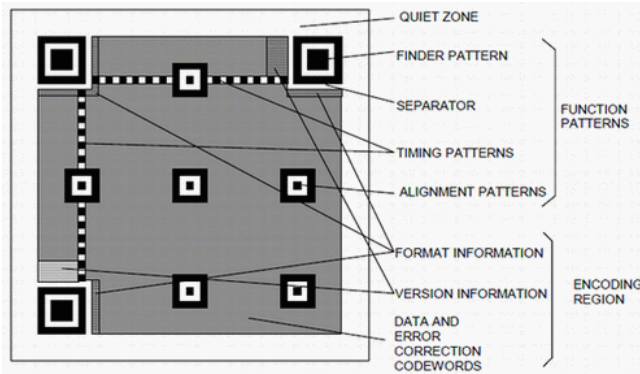 QUIET ZONE
FINDER PATTERN
SEPARATOR
FUNCTION
PATTERNS
TIMING PATTERNS
ALIGNMENT PATTERNS
FORMAT INFORMATION
VERSION INFORMATION
ENCODING
REGION
DATA AND
ERROR
CORRECTION
CODEWORDS